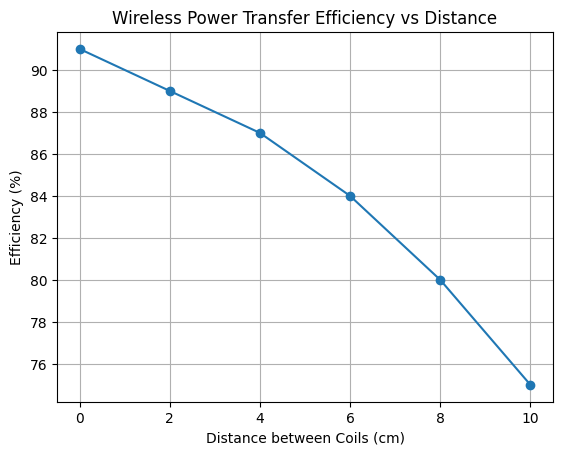 Wireless Power Transfer Efficiency vs Distance
90
88
86
84
82
80
78
76
Efficiency (%)
0 2 4 6 8 10
Distance between Coils (cm)